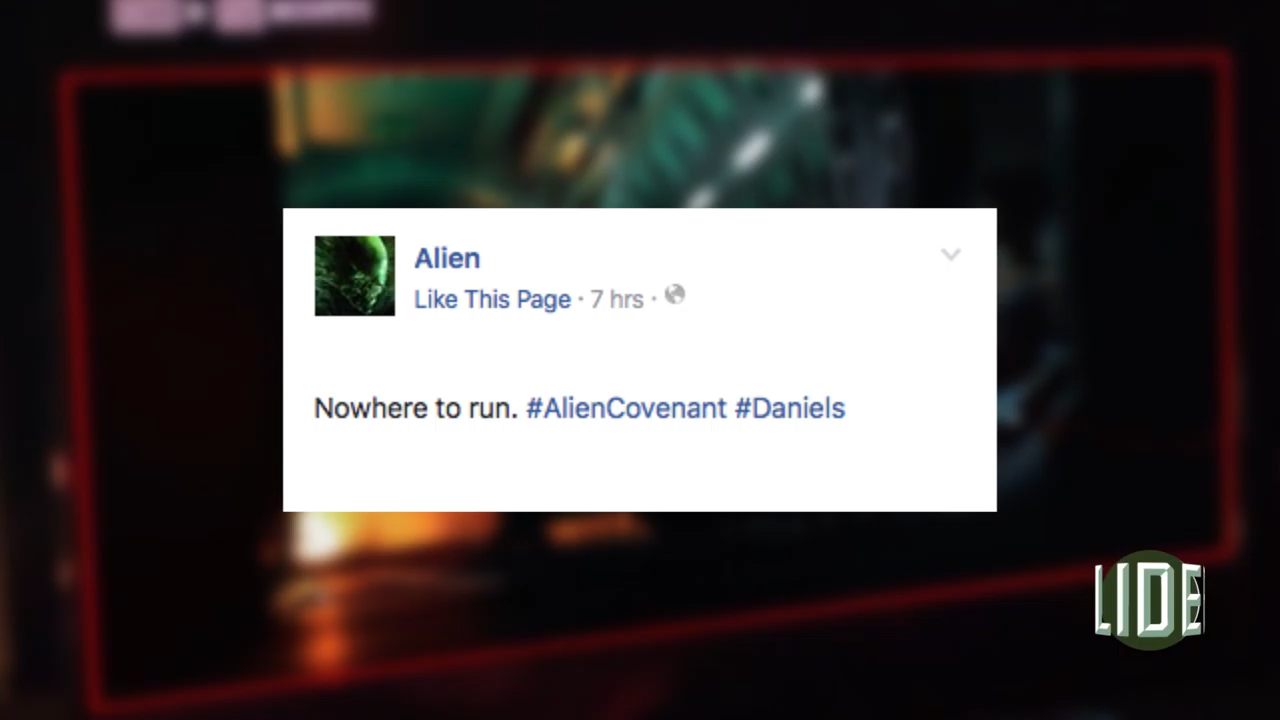 Alien
Like This Page · 7 hrs ·
Nowhere to run. #AlienCovenant #Daniels
LIDE